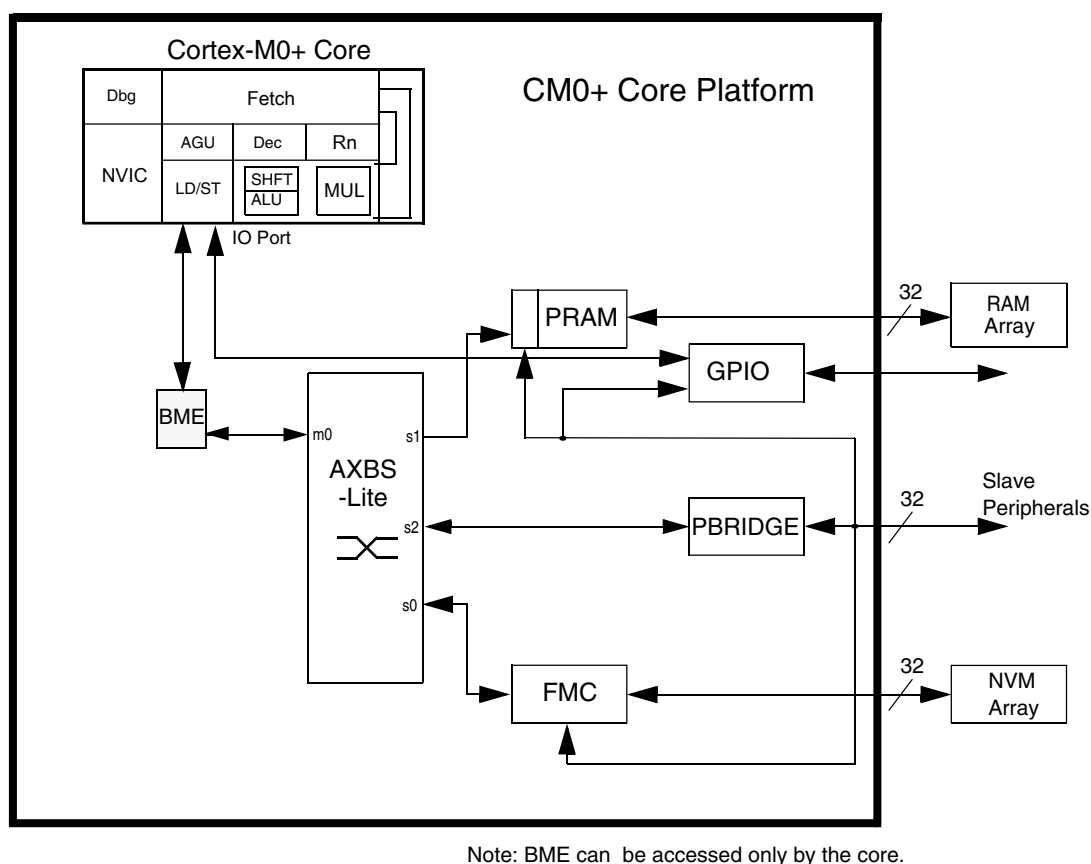 Cortex-M0+ Core
CM0+ Core Platform
Dbg
Fetch
AGU
Dec
Rn
NVIC
LD/ST
SHFT
ALU
MUL
IO Port
PRAM
32
RAM
Array
GPIO
BME
m0
s1
AXBS
-Lite
s2
s0
PBRIDGE
32
Slave
Peripherals
FMC
32
NVM
Array
Note: BME can  be accessed only by the core.